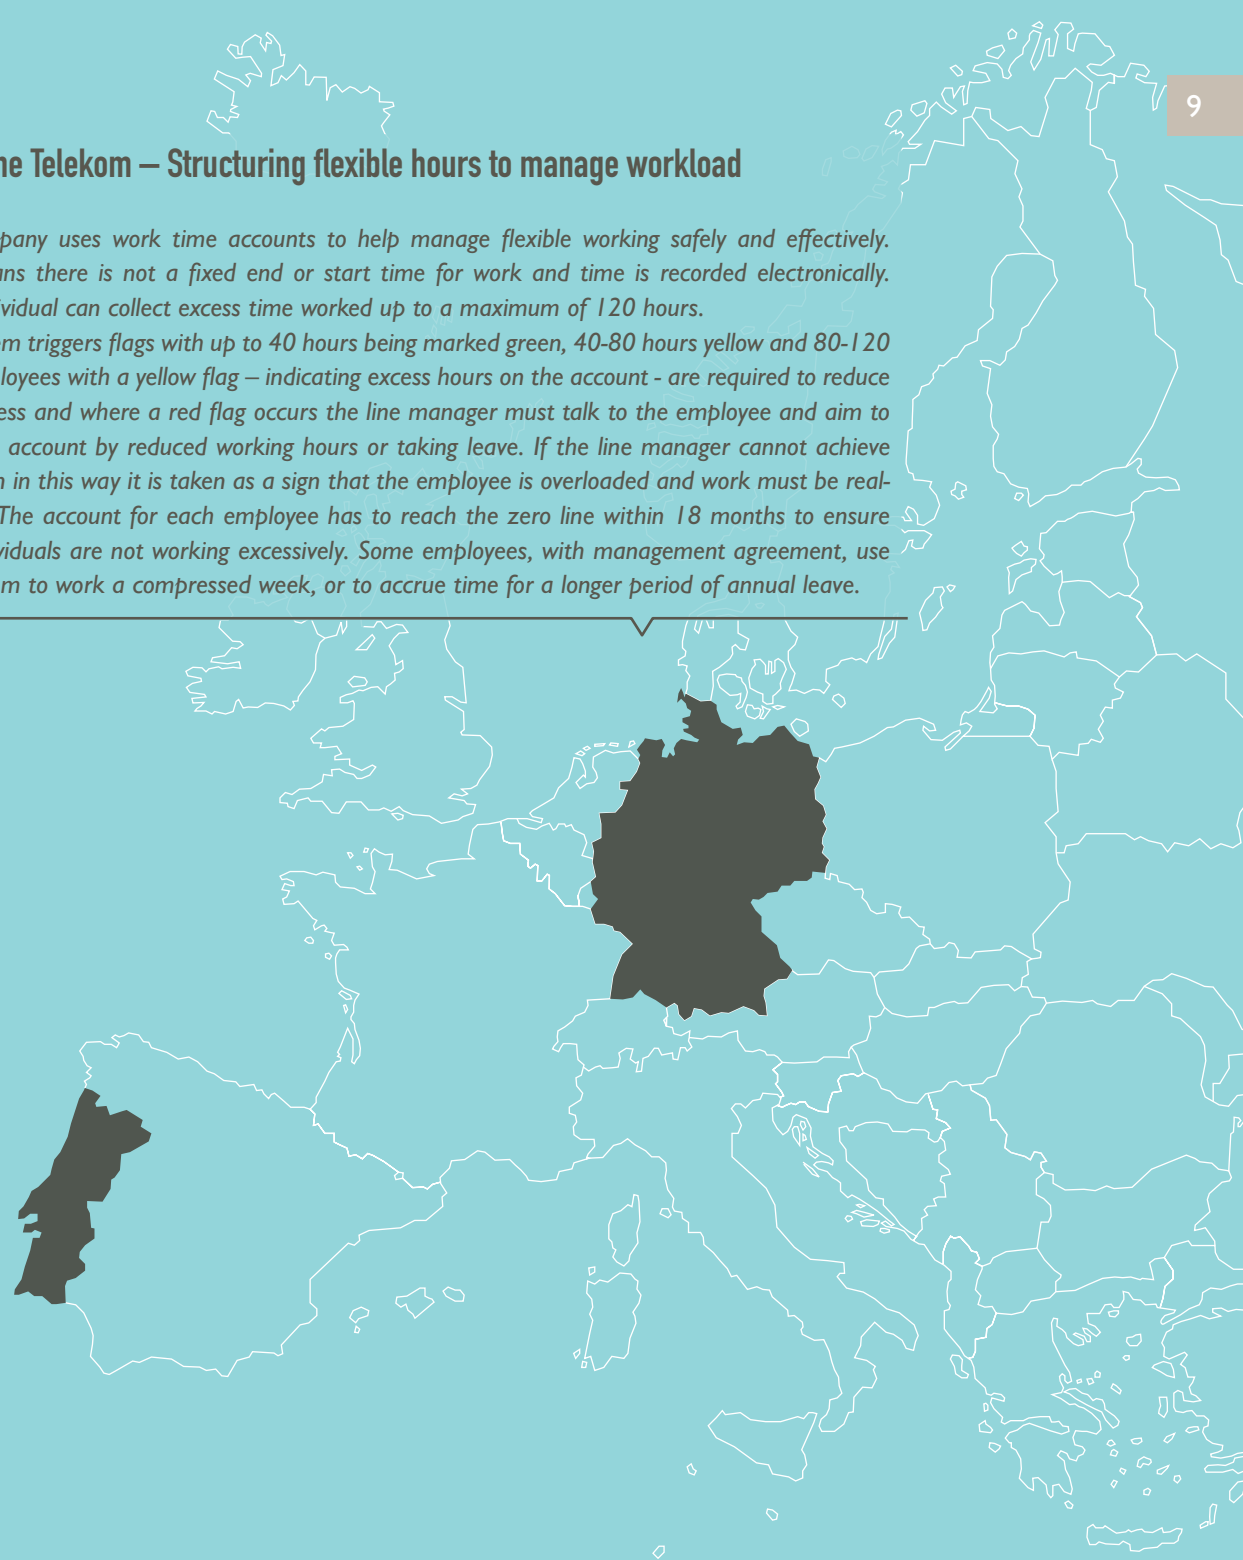 9
ne Telekom – Structuring flexible hours to manage workload
pany uses work time accounts to help manage flexible working safely and effectively.
ans there is not a fixed end or start time for work and time is recorded electronically.
ividual can collect excess time worked up to a maximum of 120 hours.
em triggers flags with up to 40 hours being marked green, 40-80 hours yellow and 80-120
loyees with a yellow flag – indicating excess hours on the account - are required to reduce
ess and where a red flag occurs the line manager must talk to the employee and aim to
account by reduced working hours or taking leave. If the line manager cannot achieve
n in this way it is taken as a sign that the employee is overloaded and work must be real-
The account for each employee has to reach the zero line within 18 months to ensure
viduals are not working excessively. Some employees, with management agreement, use
em to work a compressed week, or to accrue time for a longer period of annual leave.